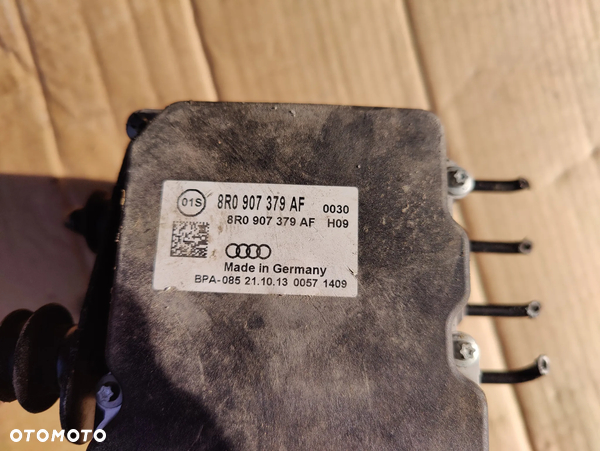 01S
8R0 907 379 AF 0030
8R0 907 379 AF H09
Made in Germany
BPA-085 21.10.13 0057 1409
OTOMOTO